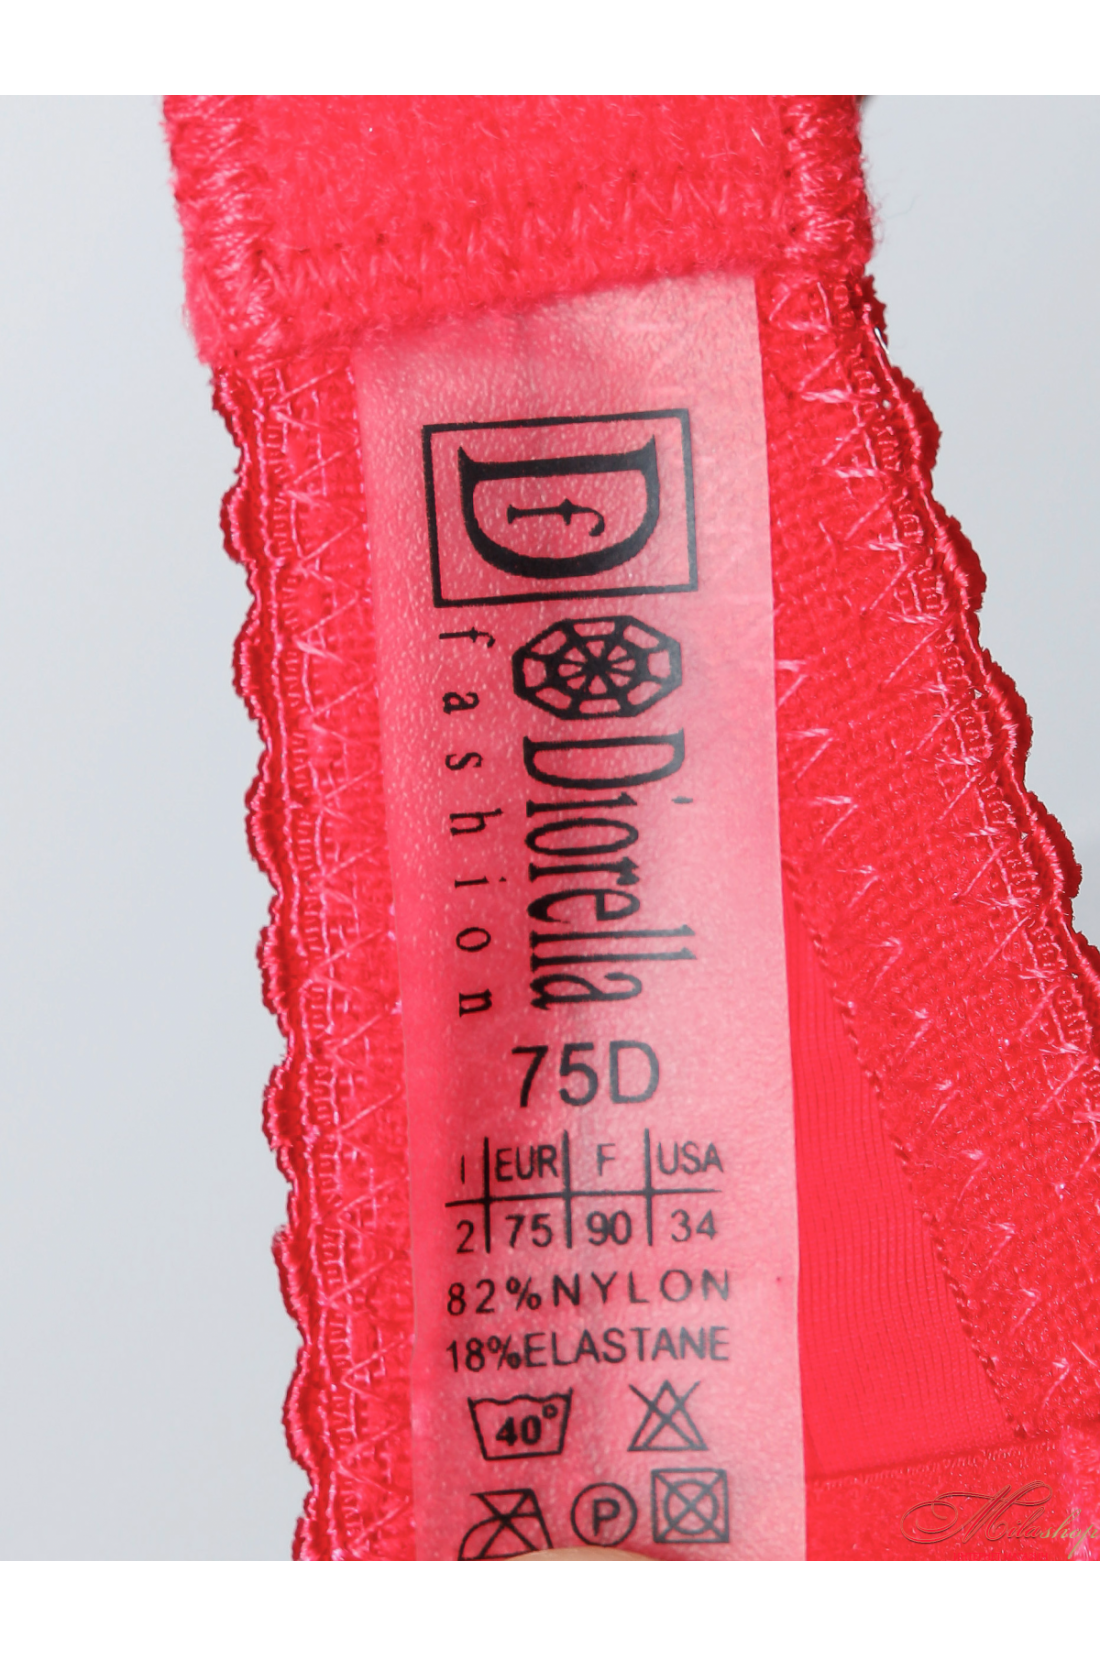 Df
Diorella
fashion
75D
I EUR F USA
2 75 90 34
82% NYLON
18% ELASTANE
40°
P
Milashop